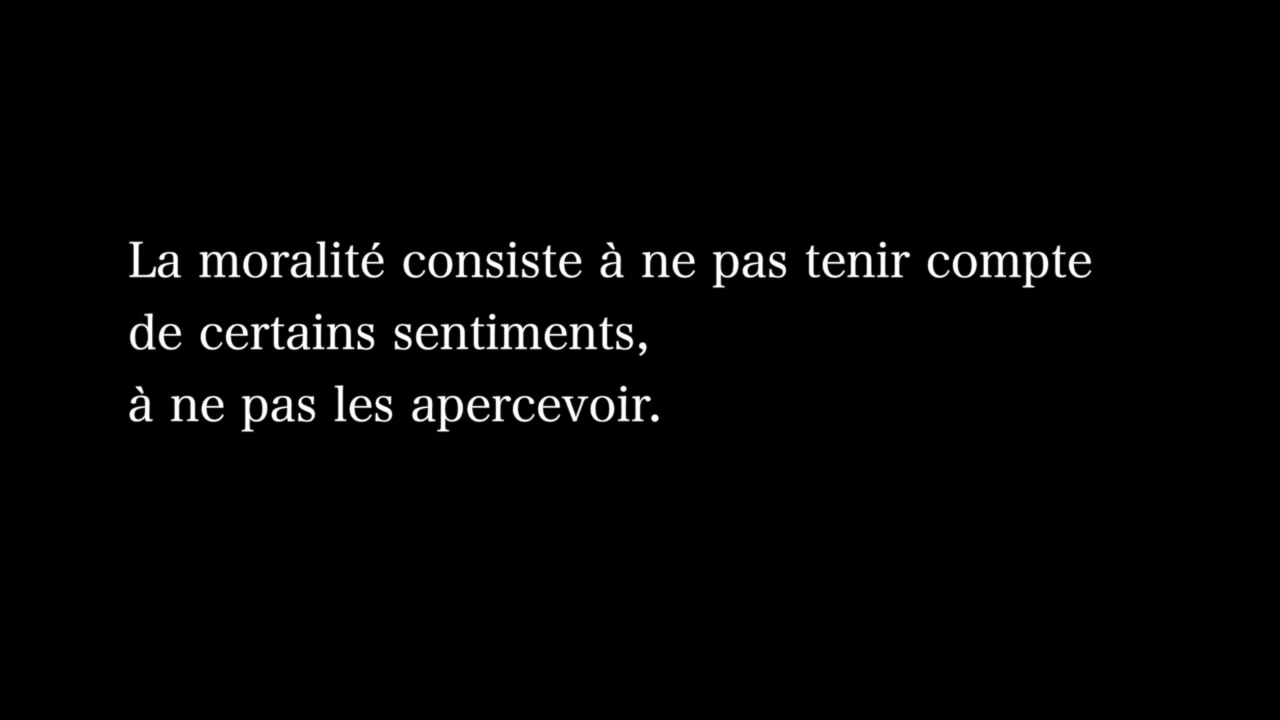 La moralité consiste à ne pas tenir compte
de certains sentiments,
à ne pas les apercevoir.